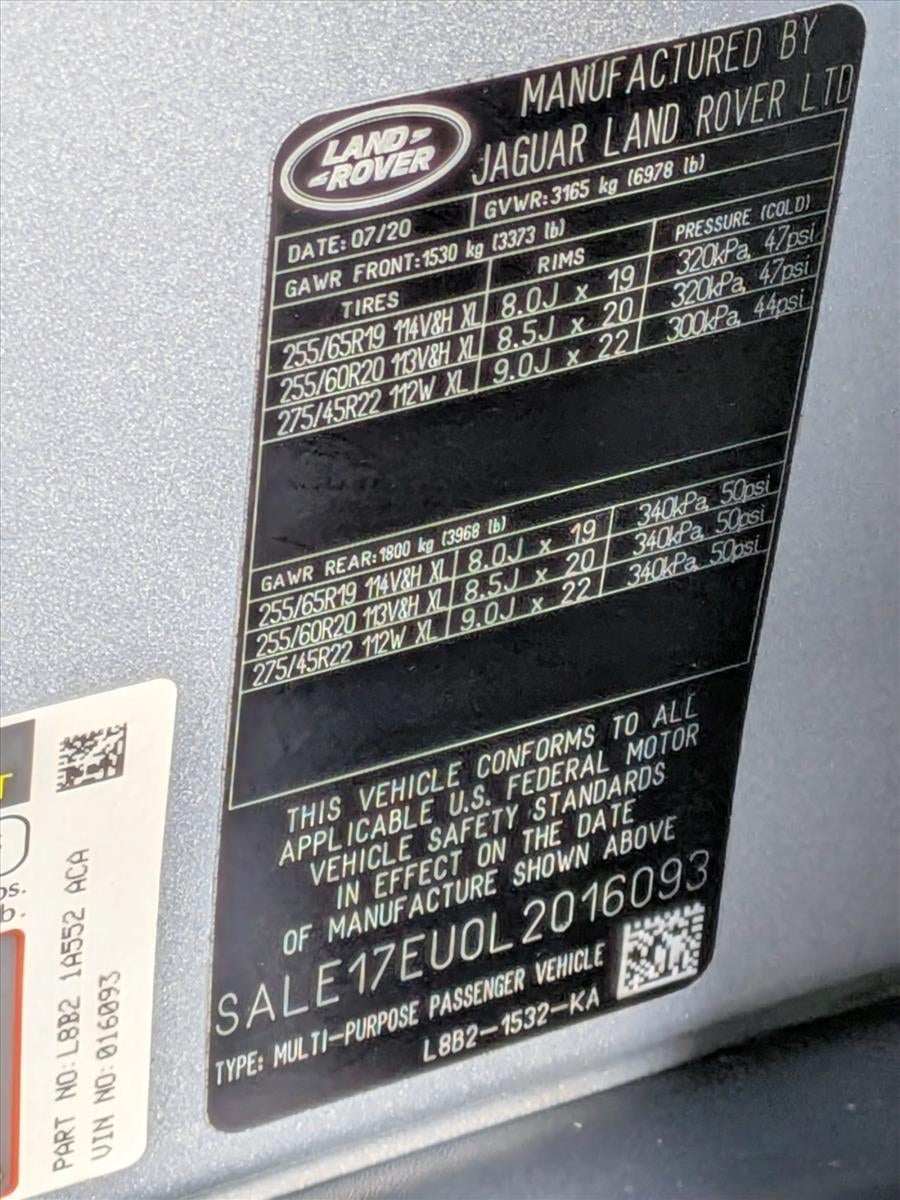 LAND ROVER
MANUFACTURED BY
JAGUAR LAND ROVER LTD
DATE: 07/20
GVWR: 3165 kg (6978 lb)
GAWR FRONT: 1530 kg (3373 lb)
TIRES RIMS PRESSURE (COLD)
255/65R19 114V&H XL 8.0J x 19 320kPa, 47psi
255/60R20 113V&H XL 8.5J x 20 320kPa, 47psi
275/45R22 112W XL 9.0J x 22 300kPa, 44psi
GAWR REAR: 1800 kg (3968 lb)
255/65R19 114V&H XL 8.0J x 19 340kPa, 50psi
255/60R20 113V&H XL 8.5J x 20 340kPa, 50psi
275/45R22 112W XL 9.0J x 22 340kPa, 50psi
THIS VEHICLE CONFORMS TO ALL
APPLICABLE U.S. FEDERAL MOTOR
VEHICLE SAFETY STANDARDS
IN EFFECT ON THE DATE
OF MANUFACTURE SHOWN ABOVE
SALE17EU0L2016093
TYPE: MULTI-PURPOSE PASSENGER VEHICLE
L8B2-1532-KA
PART NO: L8B2 1A552 ACA
VIN NO: 016093